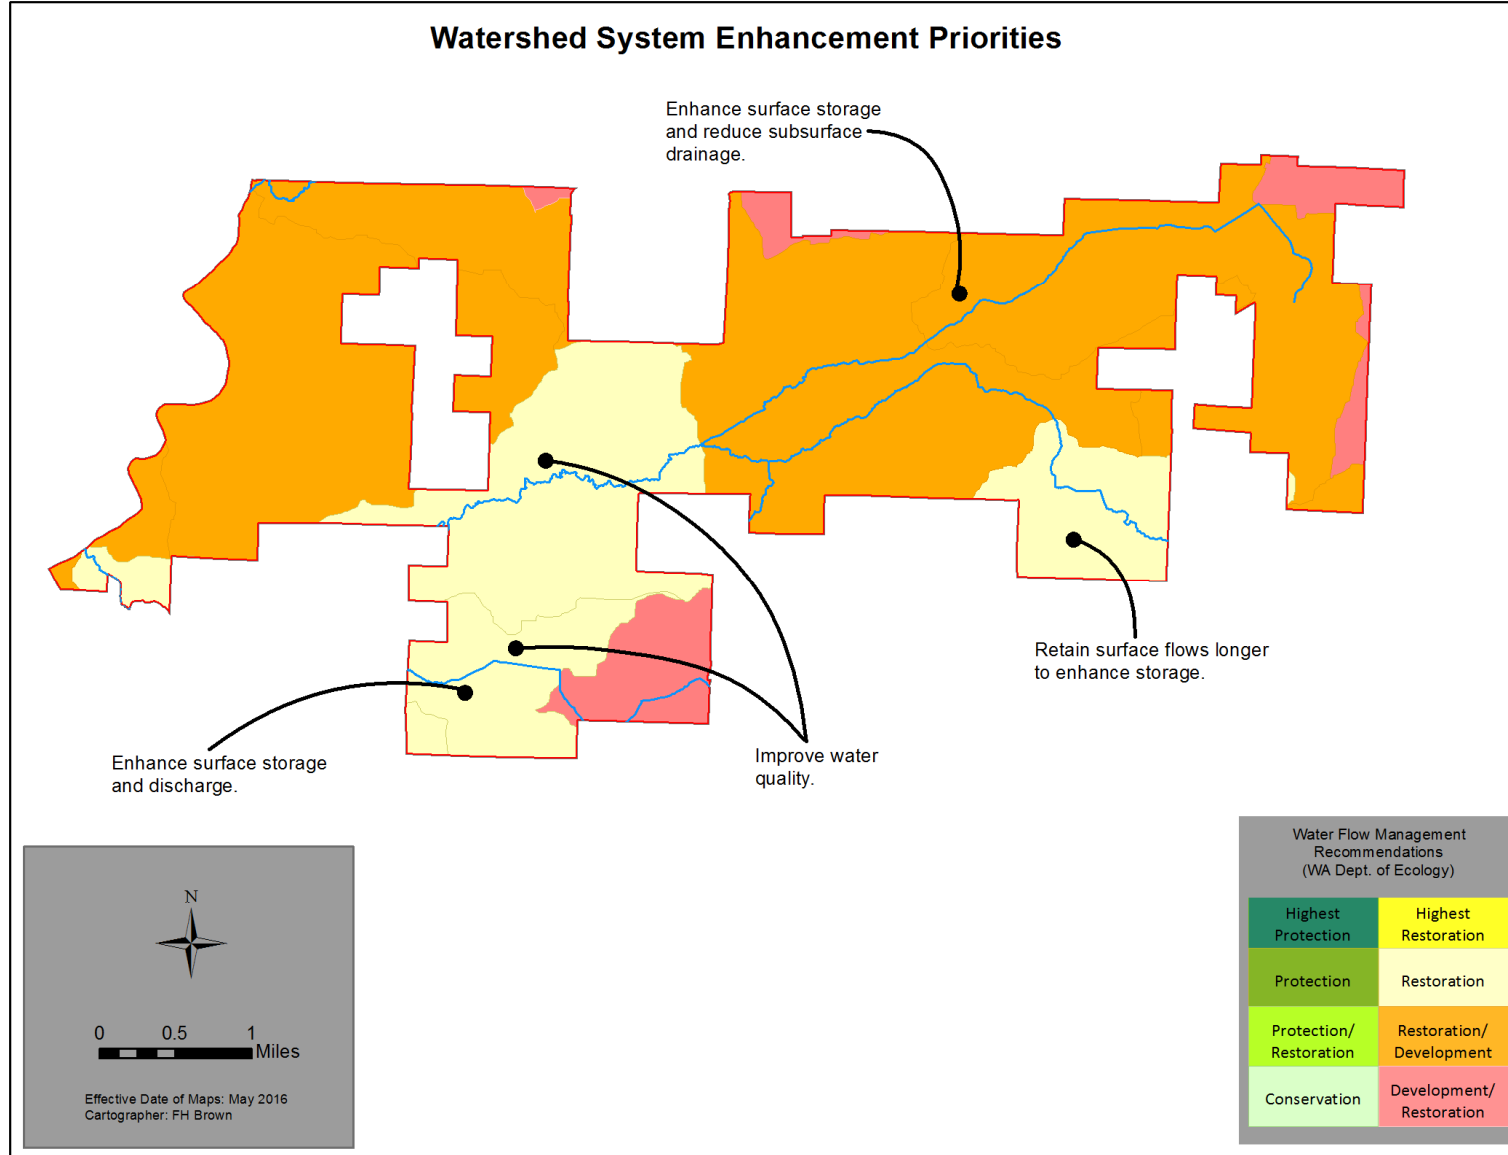 Watershed System Enhancement Priorities
Enhance surface storage
and reduce subsurface
drainage.
Retain surface flows longer
to enhance storage.
Improve water
quality.
Enhance surface storage
and discharge.
N
0 0.5 1
Miles
Effective Date of Maps: May 2016
Cartographer: FH Brown
Water Flow Management
Recommendations
(WA Dept. of Ecology)
Highest
Protection
Highest
Restoration
Protection
Restoration
Protection/
Restoration
Restoration/
Development
Conservation
Development/
Restoration